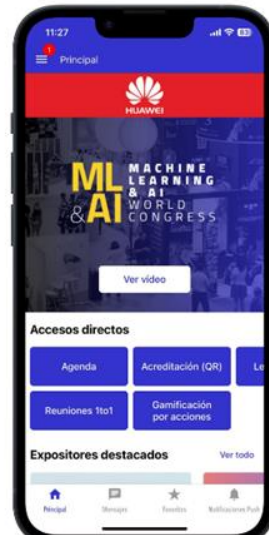 11:27
1
Principal
HUAWEI
ML & AI
MACHINE
LEARNING
& AI
WORLD
CONGRESS
Ver video
Accesos directos
Agenda
Acreditación (QR)
Le
Reuniones 1to1
Gamificación
por acciones
Expositores destacados
Ver todo
Principal
Mensajes
Favoritos
Notificaciones Push